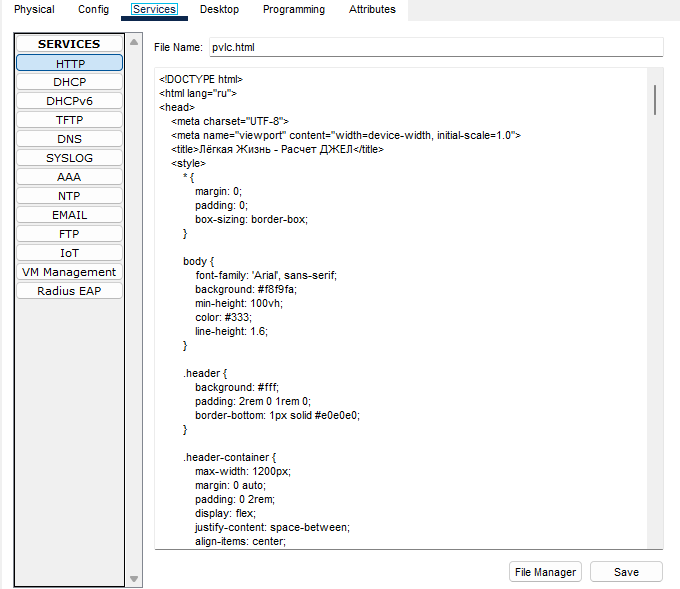 Physical Config Services Desktop Programming Attributes
SERVICES
HTTP
DHCP
DHCPv6
TFTP
DNS
SYSLOG
AAA
NTP
EMAIL
FTP
IoT
VM Management
Radius EAP
File Name: pvlc.html
<!DOCTYPE html>
<html lang="ru">
<head>
<meta charset="UTF-8">
<meta name="viewport" content="width=device-width, initial-scale=1.0">
<title>Лёгкая Жизнь - Расчет ДЖЕЛ</title>
<style>
* {
margin: 0;
padding: 0;
box-sizing: border-box;
}
body {
font-family: 'Arial', sans-serif;
background: #f8f9fa;
min-height: 100vh;
color: #333;
line-height: 1.6;
}
.header {
background: #fff;
padding: 2rem 0 1rem 0;
border-bottom: 1px solid #e0e0e0;
}
.header-container {
max-width: 1200px;
margin: 0 auto;
padding: 0 2rem;
display: flex;
justify-content: space-between;
align-items: center;
File Manager Save